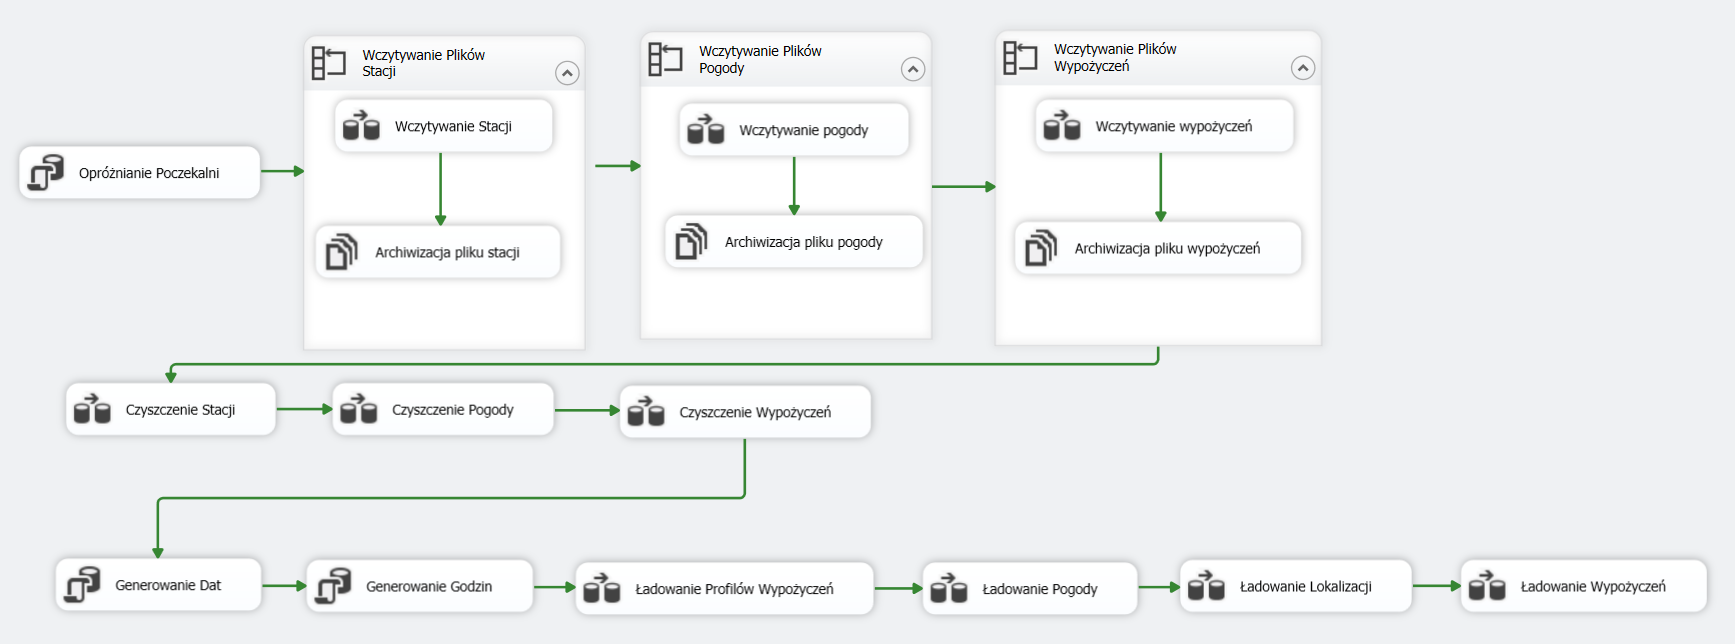 Wczytywanie Plików
Stacji
Wczytywanie Plików
Pogody
Wczytywanie Plików
Wypożyczeń
Wczytywanie Stacji
Wczytywanie pogody
Wczytywanie wypożyczeń
Opróżnianie Poczekalni
Archiwizacja pliku stacji
Archiwizacja pliku pogody
Archiwizacja pliku wypożyczeń
Czyszczenie Stacji
Czyszczenie Pogody
Czyszczenie Wypożyczeń
Generowanie Dat
Generowanie Godzin
Ładowanie Profilów Wypożyczeń
Ładowanie Pogody
Ładowanie Lokalizacji
Ładowanie Wypożyczeń